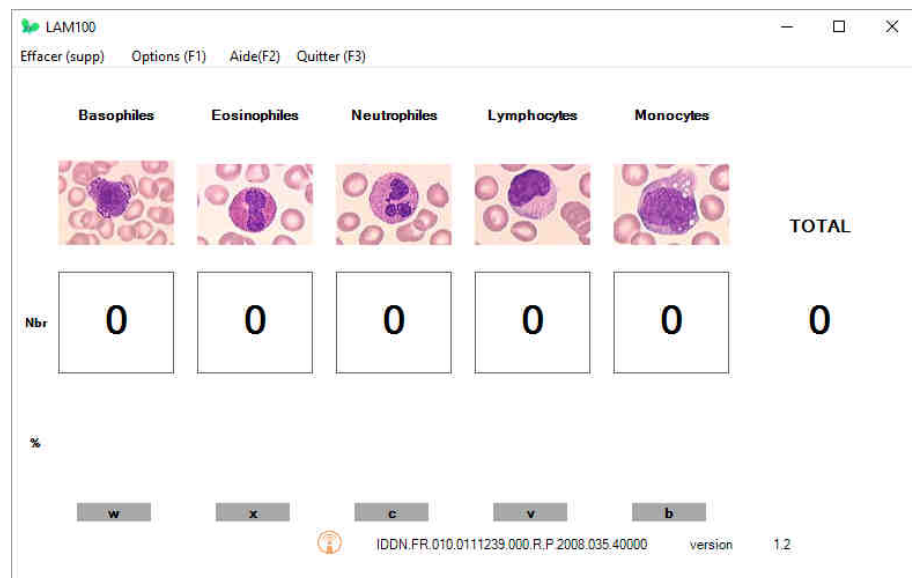 LAM100
Effacer (supp) Options (F1) Aide(F2) Quitter (F3)
Basophiles Eosinophiles Neutrophiles Lymphocytes Monocytes
TOTAL
Nbr 0 0 0 0 0 0
%
w x c v b
IDDN.FR.010.0111239.000.R.P.2008.035.40000 version 1.2